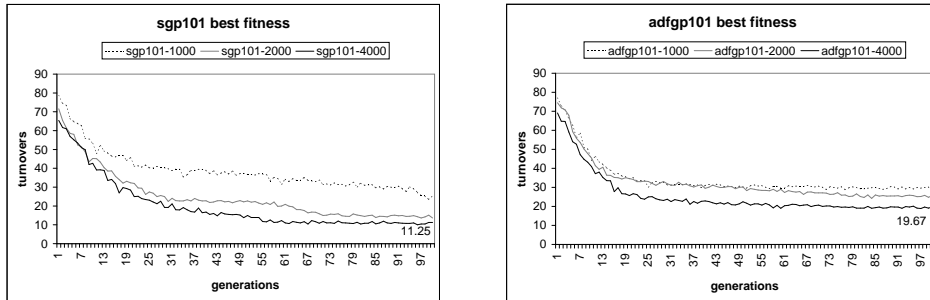 sgp101 best fitness
sgp101-1000 sgp101-2000 sgp101-4000
90
80
70
60
50
40
30
20
10
0
turnovers
11.25
1 7 13 19 25 31 37 43 49 55 61 67 73 79 85 91 97
generations
adfgp101 best fitness
adfgp101-1000 adfgp101-2000 adfgp101-4000
90
80
70
60
50
40
30
20
10
0
turnovers
19.67
1 7 13 19 25 31 37 43 49 55 61 67 73 79 85 91 97
generations